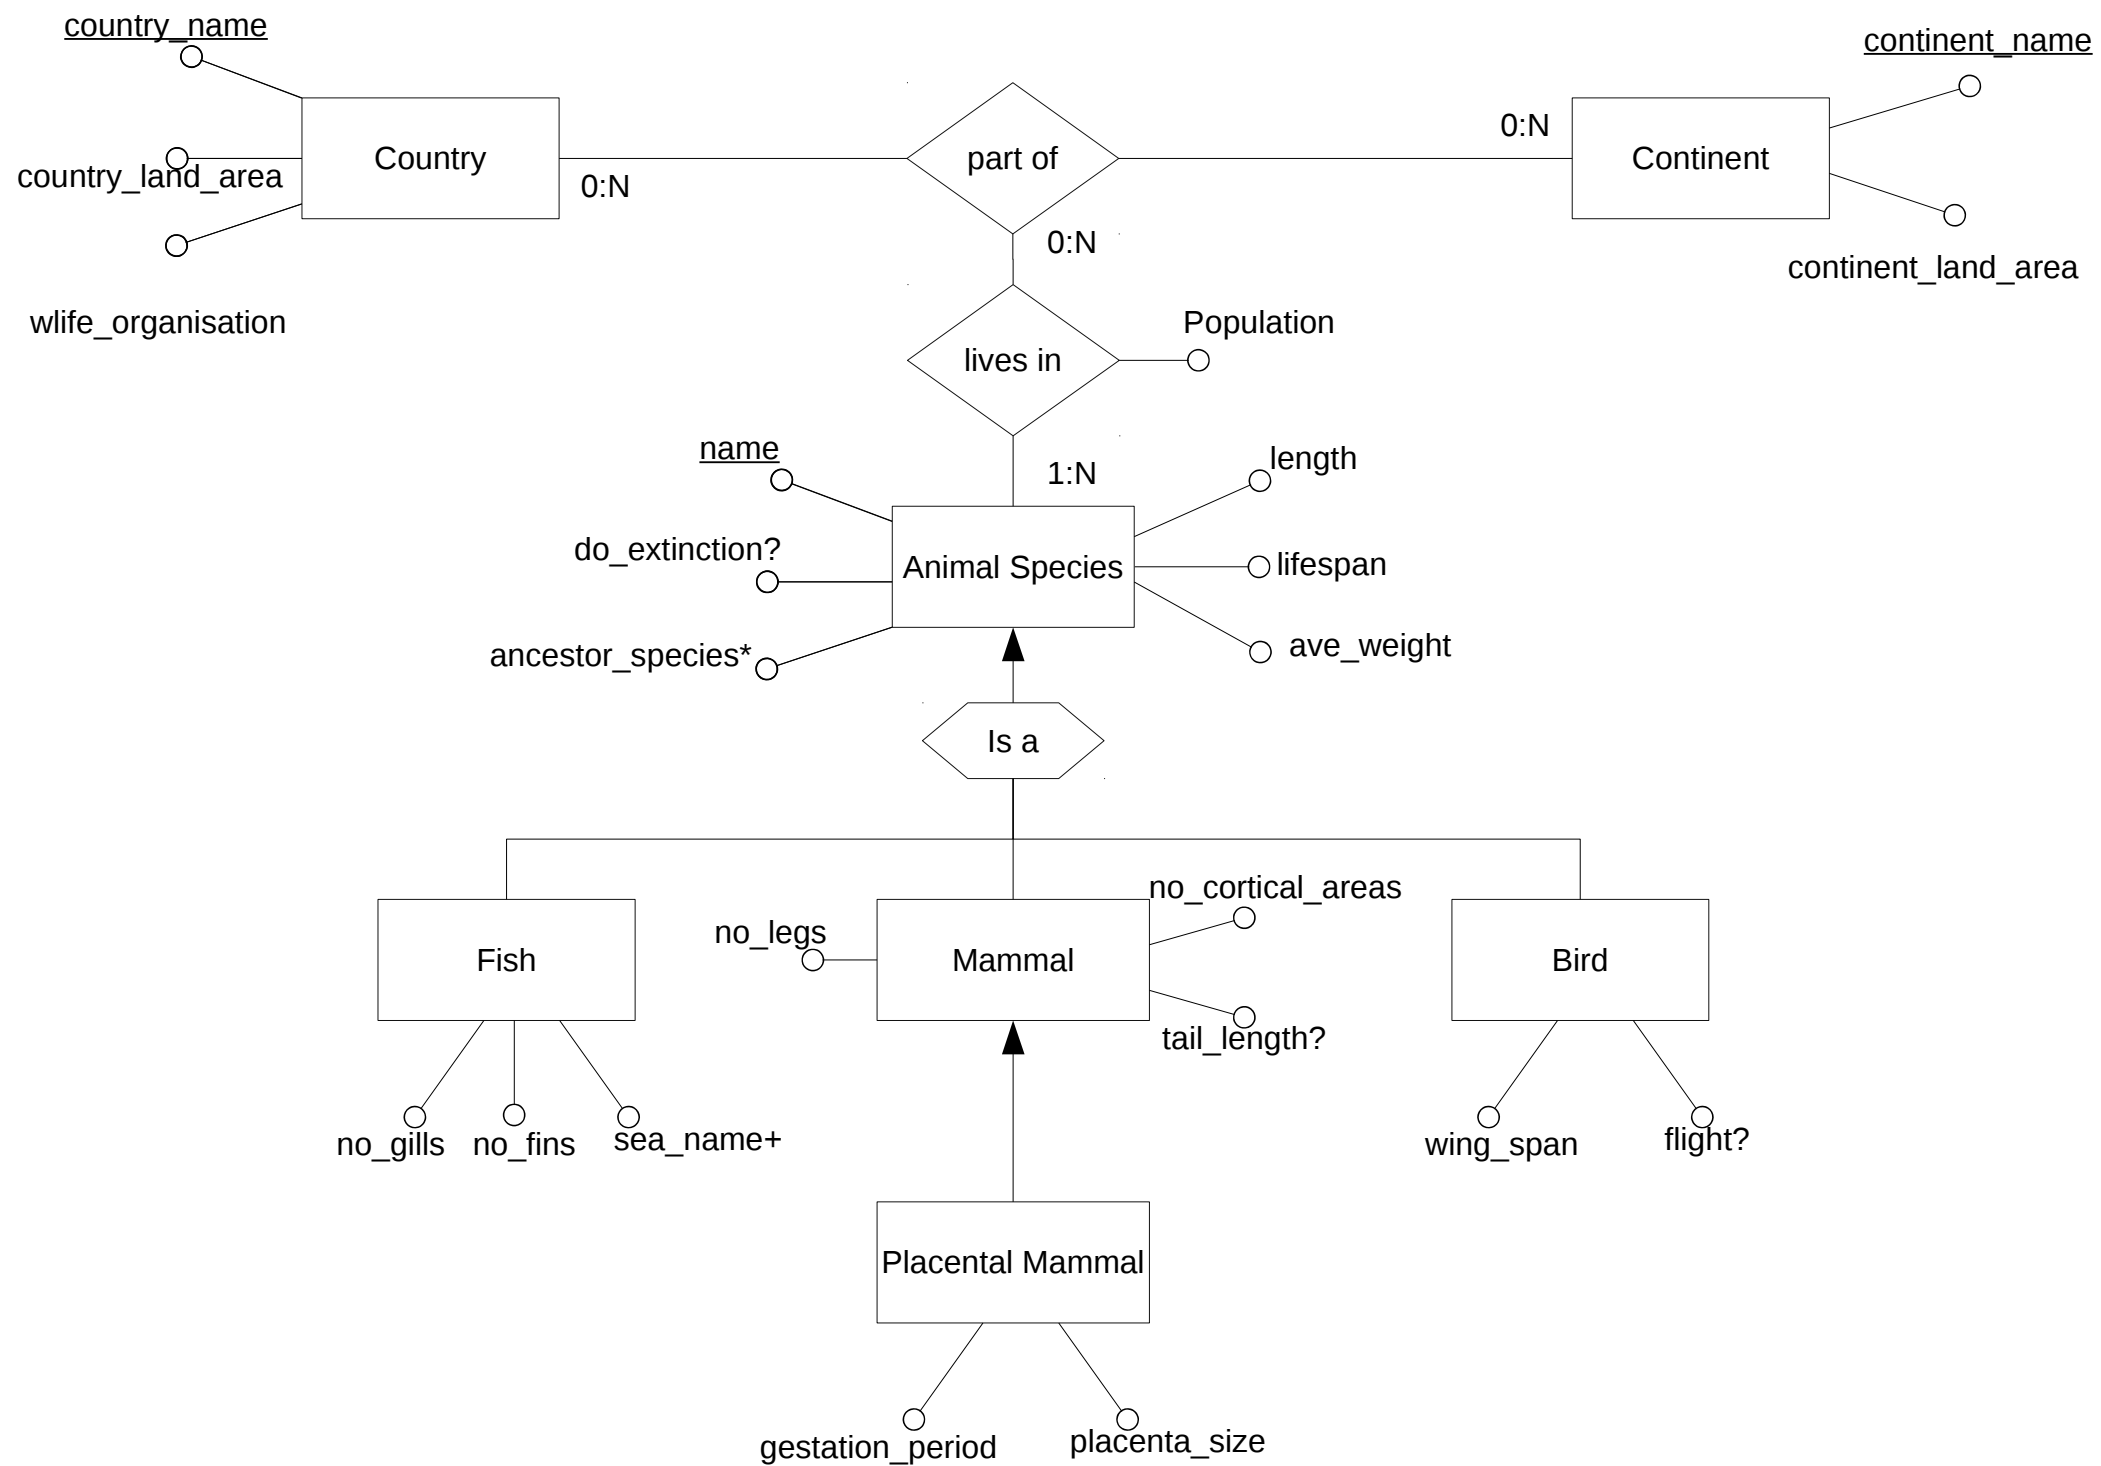 country_name
continent_name
0:N
Country
part of
Continent
country_land_area
0:N
0:N
continent_land_area
wlife_organisation
Population
lives in
name
length
1:N
do_extinction?
Animal Species
lifespan
ancestor_species*
ave_weight
Is a
no_cortical_areas
no_legs
Fish
Mammal
Bird
tail_length?
no_gills
no_fins
sea_name+
wing_span
flight?
Placental Mammal
gestation_period
placenta_size